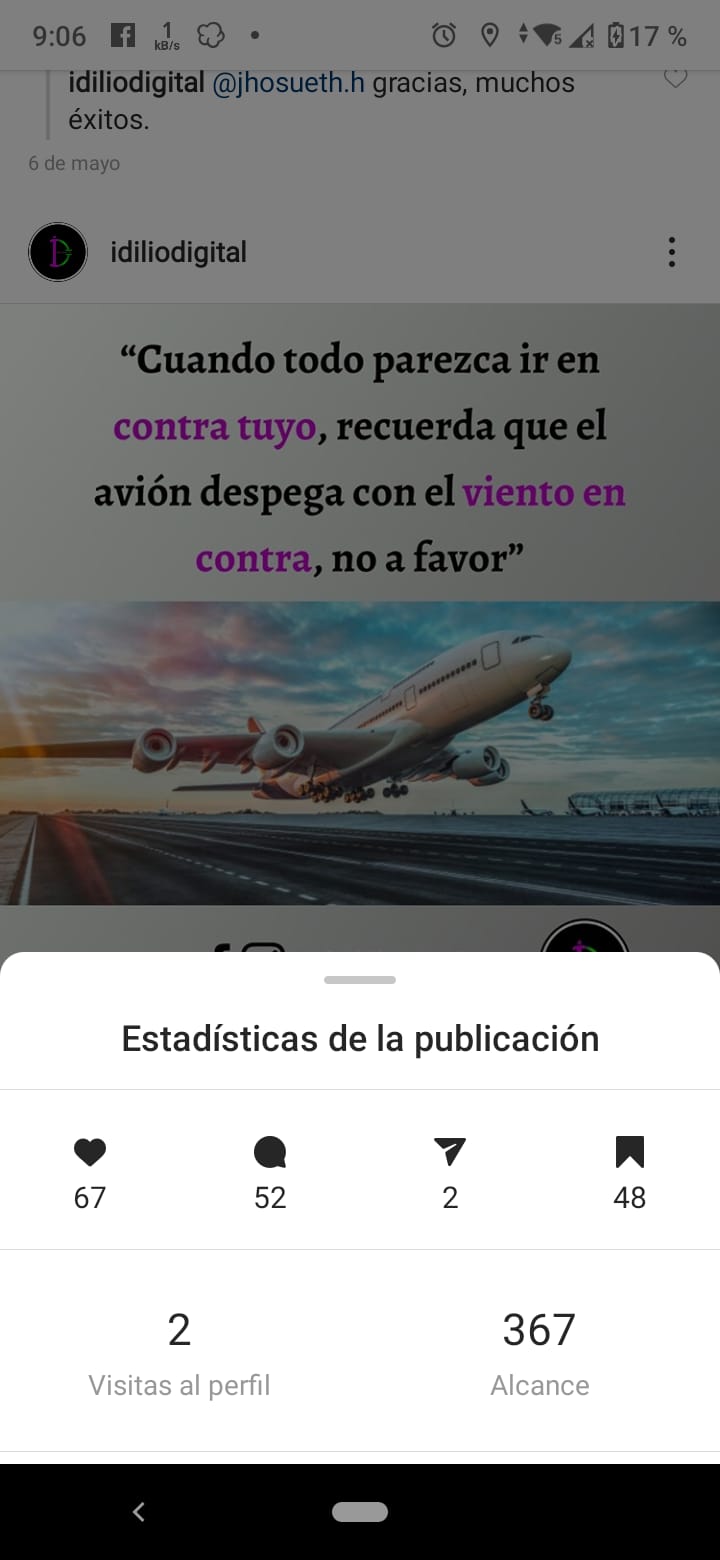 9:06
1
kB/s
5
17 %
idiliodigital @jhosueth.h gracias, muchos
éxitos.
6 de mayo
idiliodigital
“Cuando todo parezca ir en
contra tuyo, recuerda que el
avión despega con el viento en
contra, no a favor”
Estadísticas de la publicación
67 52 2 48
2 367
Visitas al perfil Alcance